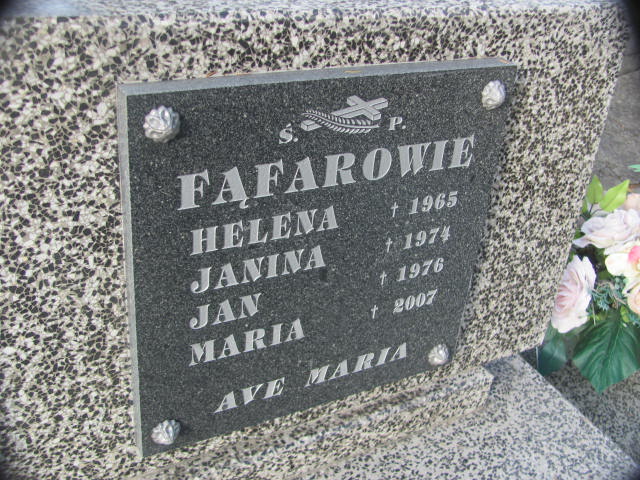 Ś. P.
FĄFAROWIE
HELENA † 1965
JANINA † 1974
JAN † 1976
MARIA † 2007
AVE MARIA